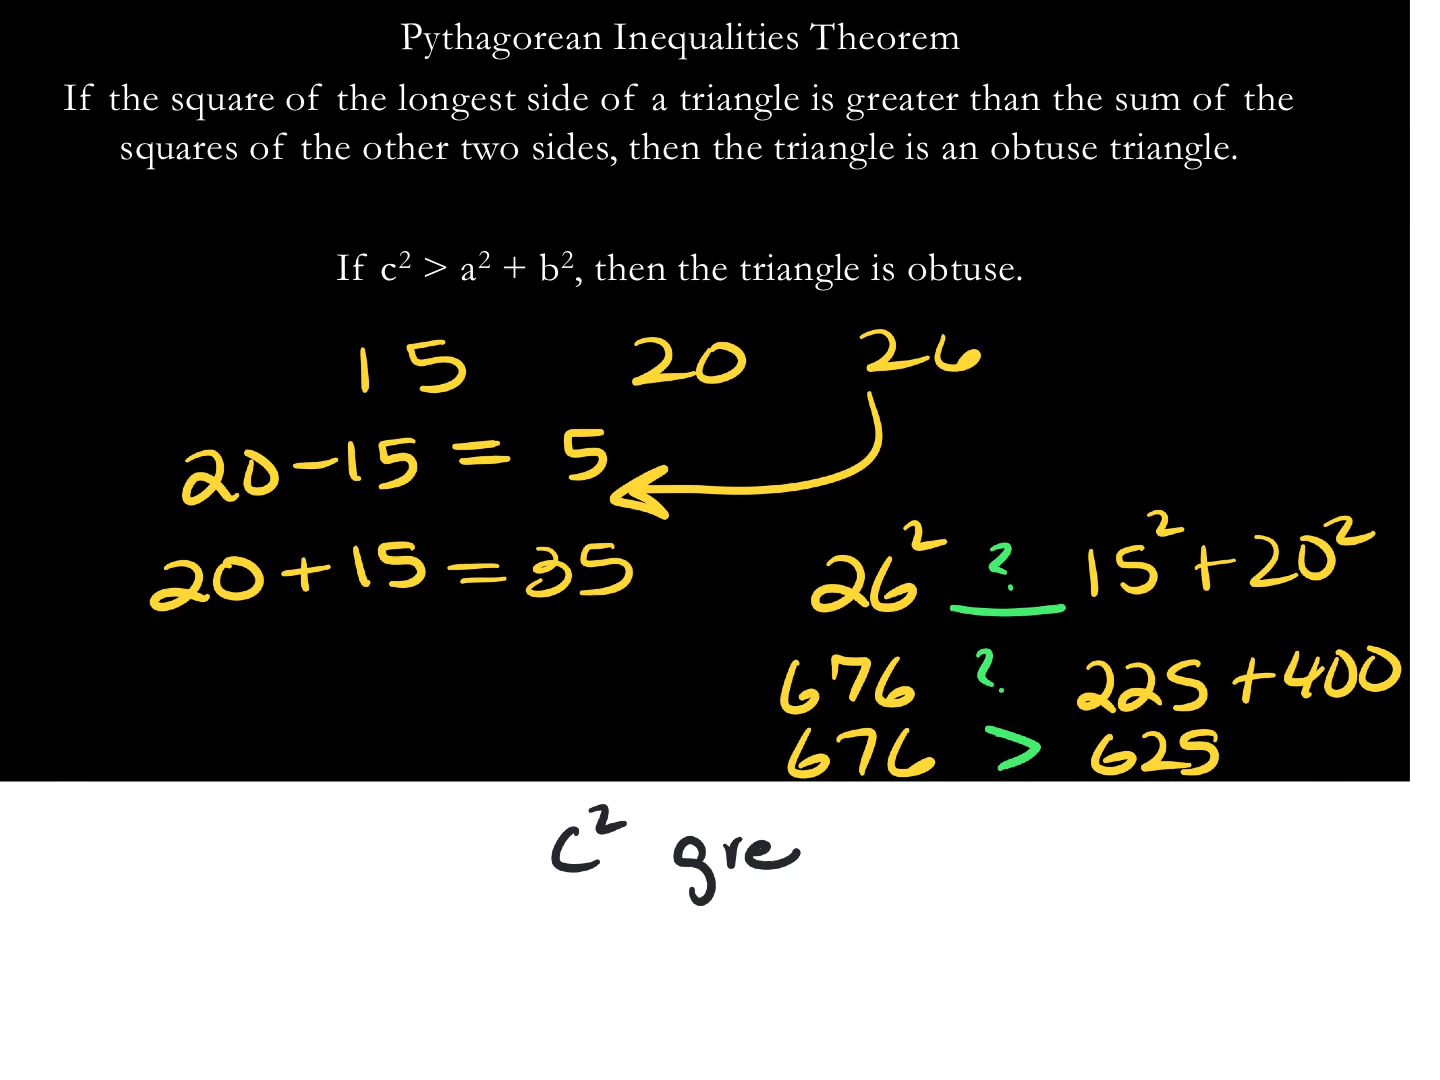 Pythagorean Inequalities Theorem
If the square of the longest side of a triangle is greater than the sum of the
squares of the other two sides, then the triangle is an obtuse triangle.
If c² > a² + b², then the triangle is obtuse.
15 20 26
20-15 = 5
20+15=35
26² ? 15²+20²
676 ? 225+400
676 > 625
c² gre